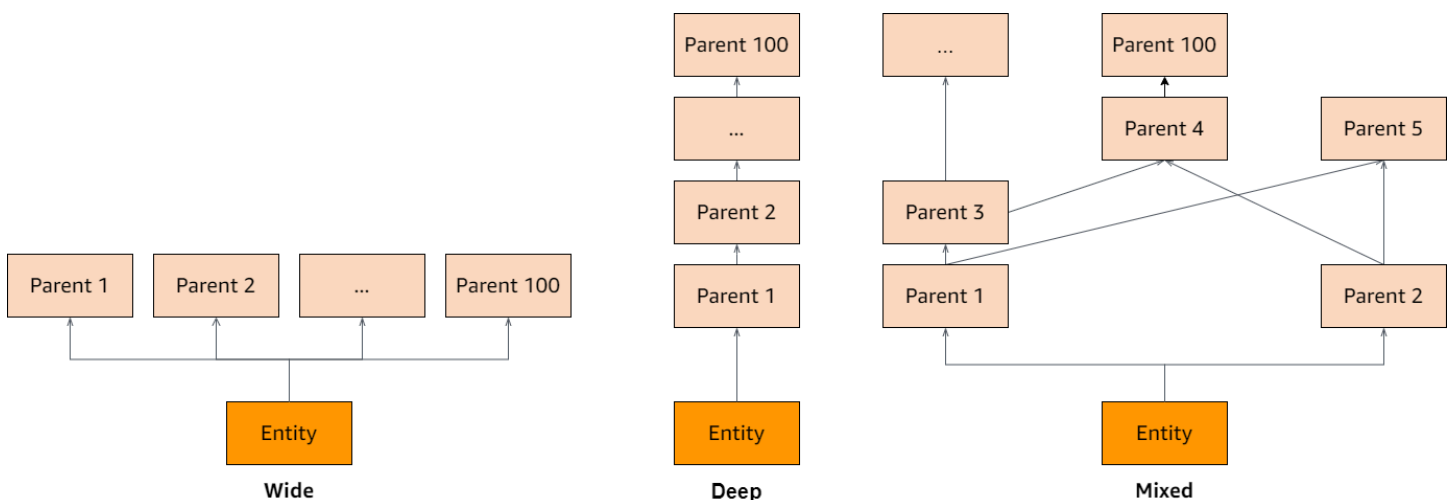 Parent 1
Parent 2
...
Parent 100
Entity
Wide
Parent 100
...
Parent 2
Parent 1
Entity
Deep
...
Parent 100
Parent 4
Parent 5
Parent 3
Parent 1
Parent 2
Entity
Mixed